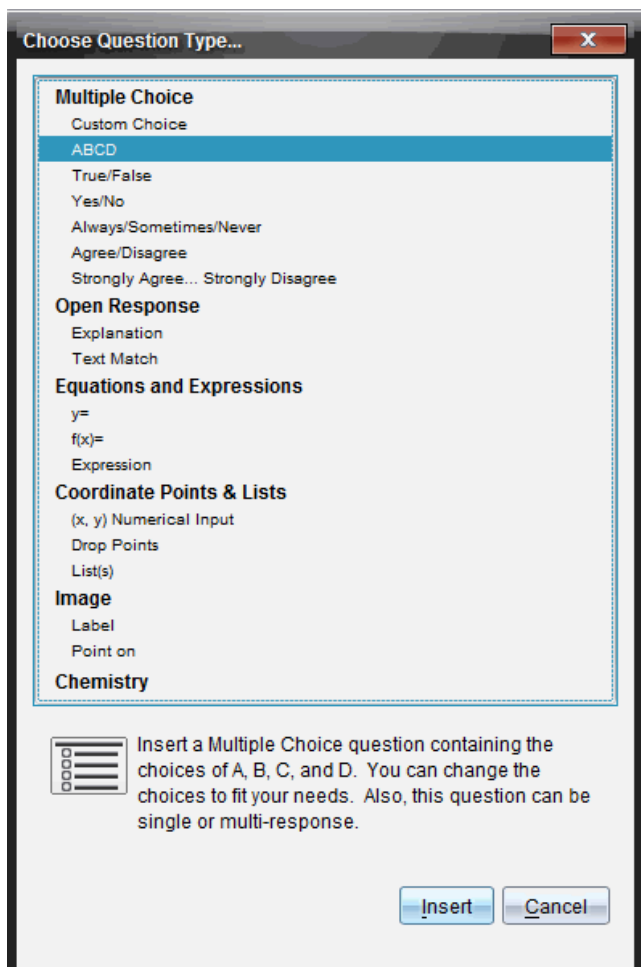 Choose Question Type...
Multiple Choice
Custom Choice
ABCD
True/False
Yes/No
Always/Sometimes/Never
Agree/Disagree
Strongly Agree... Strongly Disagree
Open Response
Explanation
Text Match
Equations and Expressions
y=
f(x)=
Expression
Coordinate Points & Lists
(x, y) Numerical Input
Drop Points
List(s)
Image
Label
Point on
Chemistry
Insert a Multiple Choice question containing the
choices of A, B, C, and D.  You can change the
choices to fit your needs.  Also, this question can be
single or multi-response.
Insert
Cancel